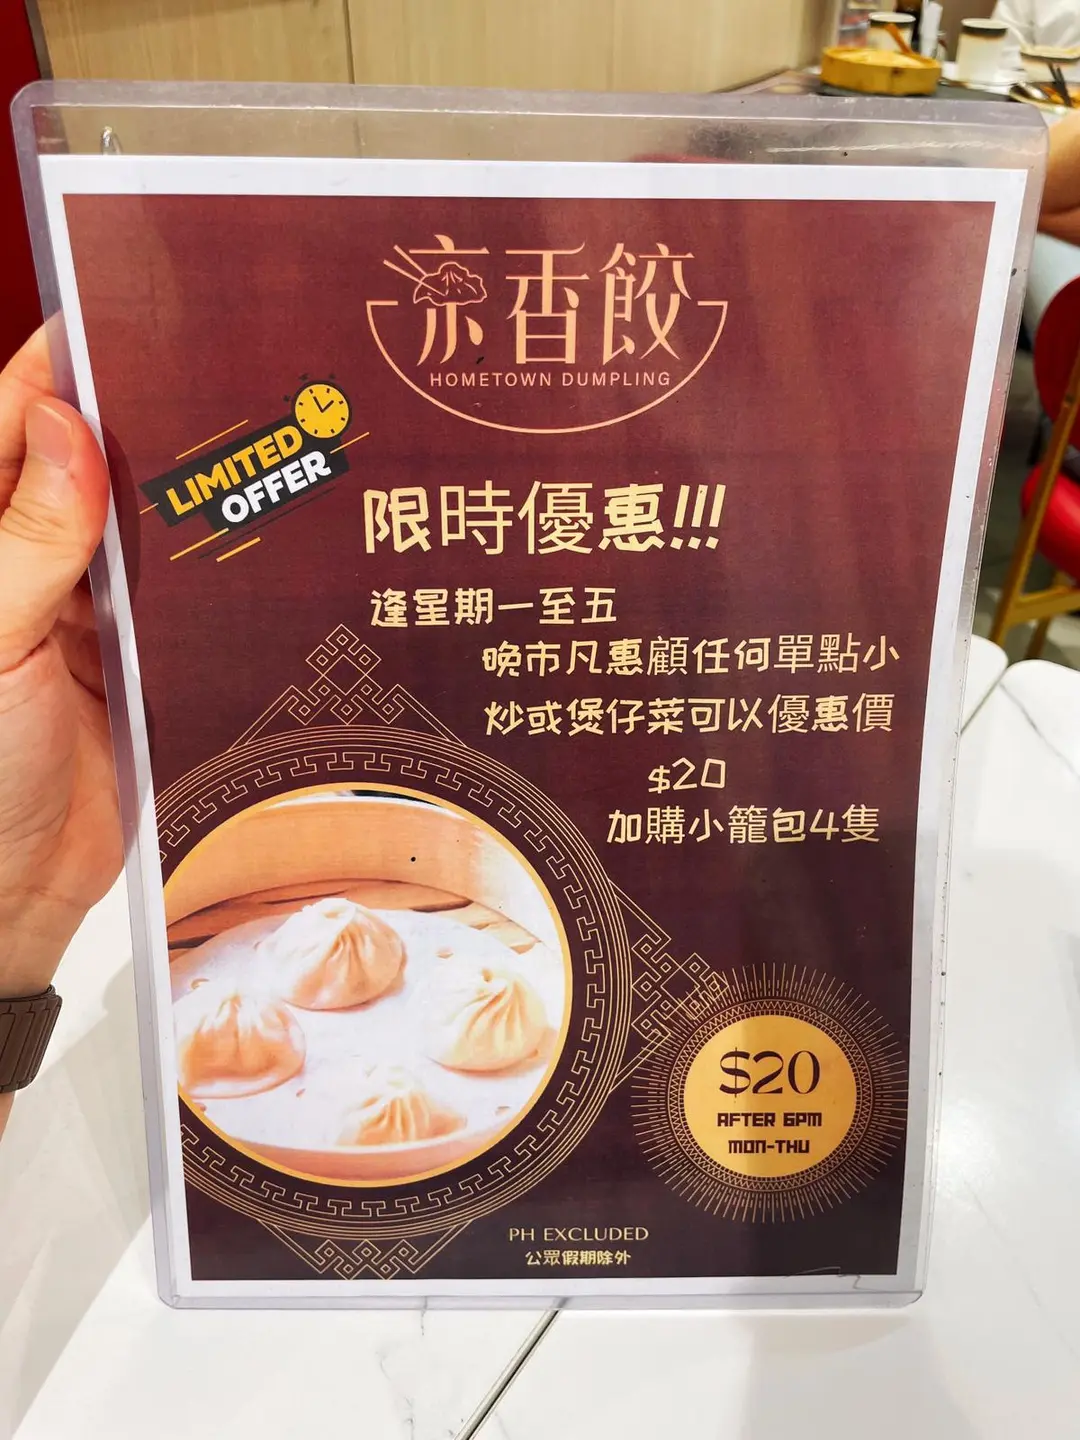 京香餃
HOMETOWN DUMPLING
LIMITED
OFFER
限時優惠!!!
逢星期一至五
晚市凡惠顧任何單點小
炒或煲仔菜可以優惠價
$20
加購小籠包4隻
$20
AFTER 6PM
MON-THU
PH EXCLUDED
公眾假期除外